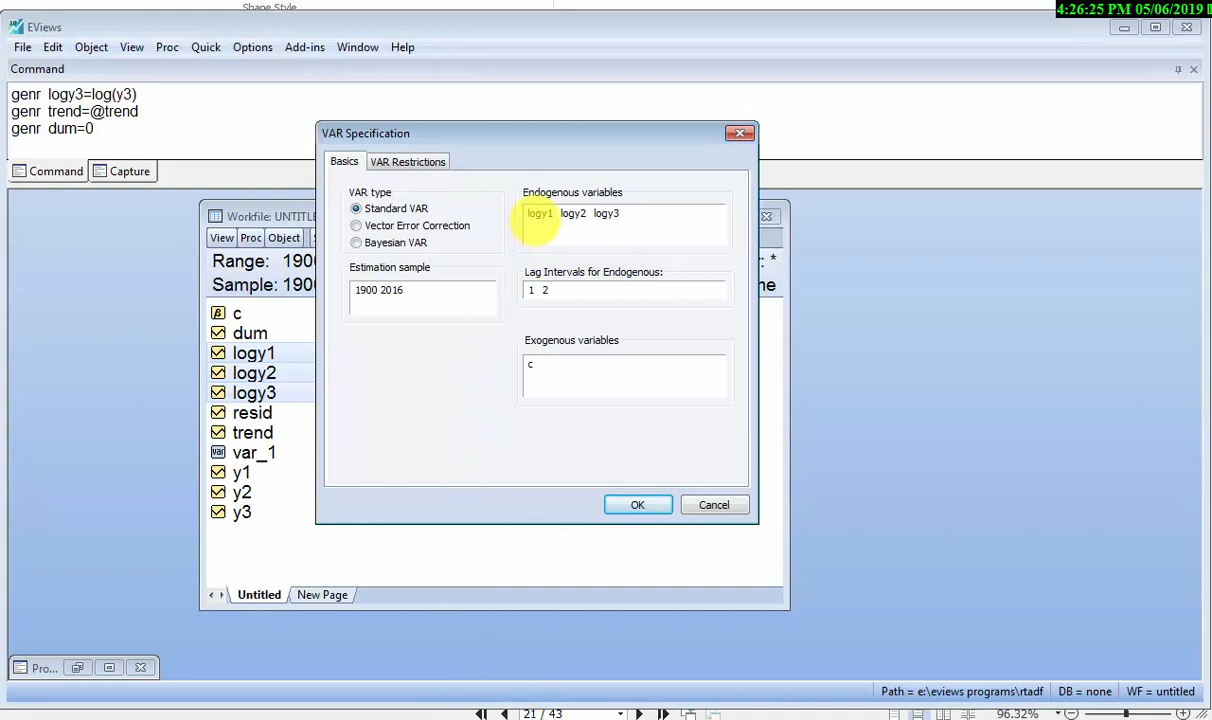 Shape Style
4:26:25 PM 05/06/2019
EViews
File Edit Object View Proc Quick Options Add-ins Window Help
Command
genr logy3=log(y3)
genr trend=@trend
genr dum=0
Command Capture
VAR Specification
Basics VAR Restrictions
VAR type
Standard VAR
Vector Error Correction
Bayesian VAR
Estimation sample
1900 2016
Endogenous variables
logy1 logy2 logy3
Lag Intervals for Endogenous:
1 2
Exogenous variables
c
OK Cancel
Workfile: UNTITL
View Proc Object
Range: 190
Sample: 190
c
dum
logy1
logy2
logy3
resid
trend
var_1
y1
y2
y3
Untitled New Page
Pro...
Path = e:\eviews programs\rtadf DB = none WF = untitled
21 / 43 96.32%